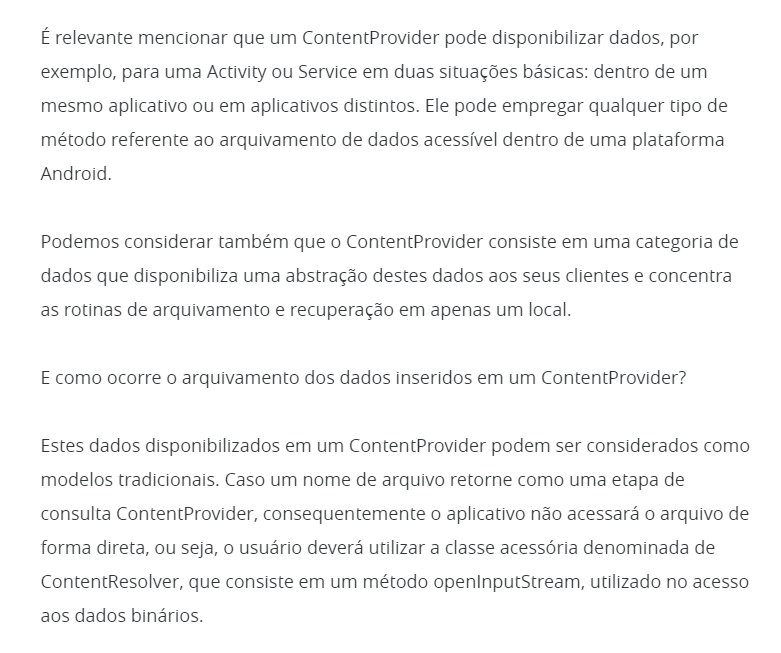 É relevante mencionar que um ContentProvider pode disponibilizar dados, por
exemplo, para uma Activity ou Service em duas situações básicas: dentro de um
mesmo aplicativo ou em aplicativos distintos. Ele pode empregar qualquer tipo de
método referente ao arquivamento de dados acessível dentro de uma plataforma
Android.
Podemos considerar também que o ContentProvider consiste em uma categoria de
dados que disponibiliza uma abstração destes dados aos seus clientes e concentra
as rotinas de arquivamento e recuperação em apenas um local.
E como ocorre o arquivamento dos dados inseridos em um ContentProvider?
Estes dados disponibilizados em um ContentProvider podem ser considerados como
modelos tradicionais. Caso um nome de arquivo retorne como uma etapa de
consulta ContentProvider, consequentemente o aplicativo não acessará o arquivo de
forma direta, ou seja, o usuário deverá utilizar a classe acessória denominada de
ContentResolver, que consiste em um método openInputStream, utilizado no acesso
aos dados binários.